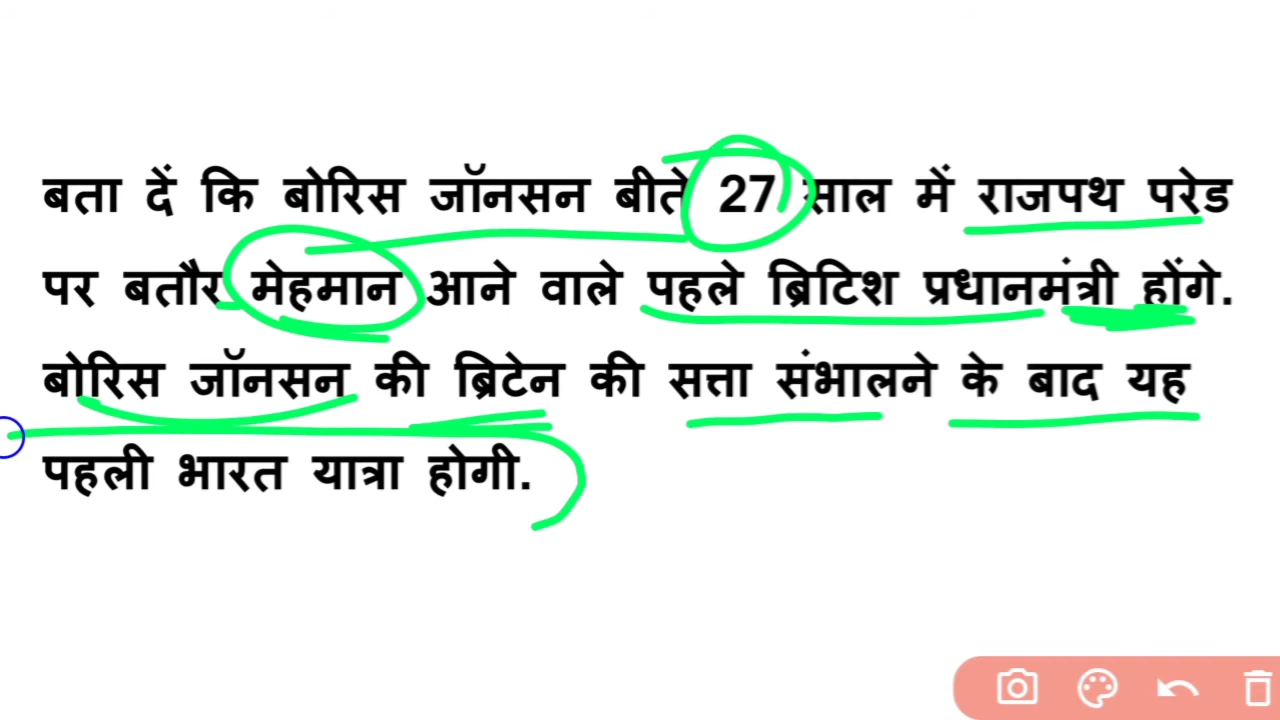 बता दें कि बोरिस जॉनसन बीते 27 साल में राजपथ परेड
पर बतौर मेहमान आने वाले पहले ब्रिटिश प्रधानमंत्री होंगे.
बोरिस जॉनसन की ब्रिटेन की सत्ता संभालने के बाद यह
पहली भारत यात्रा होगी.